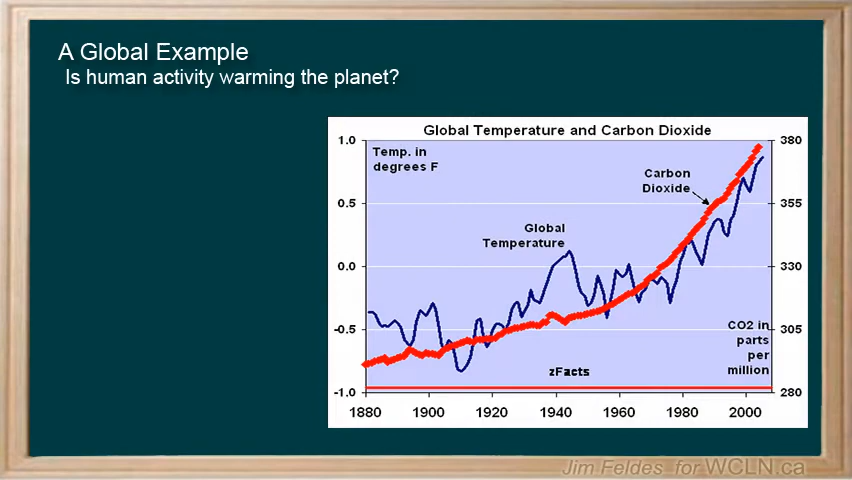 A Global Example
Is human activity warming the planet?
Global Temperature and Carbon Dioxide
1.0
380
Temp. in
degrees F
Carbon
Dioxide
0.5
355
Global
Temperature
0.0
330
-0.5
305
CO2 in
parts
per
million
zFacts
-1.0
280
1880 1900 1920 1940 1960 1980 2000
Jim Feldes for WCLN.ca